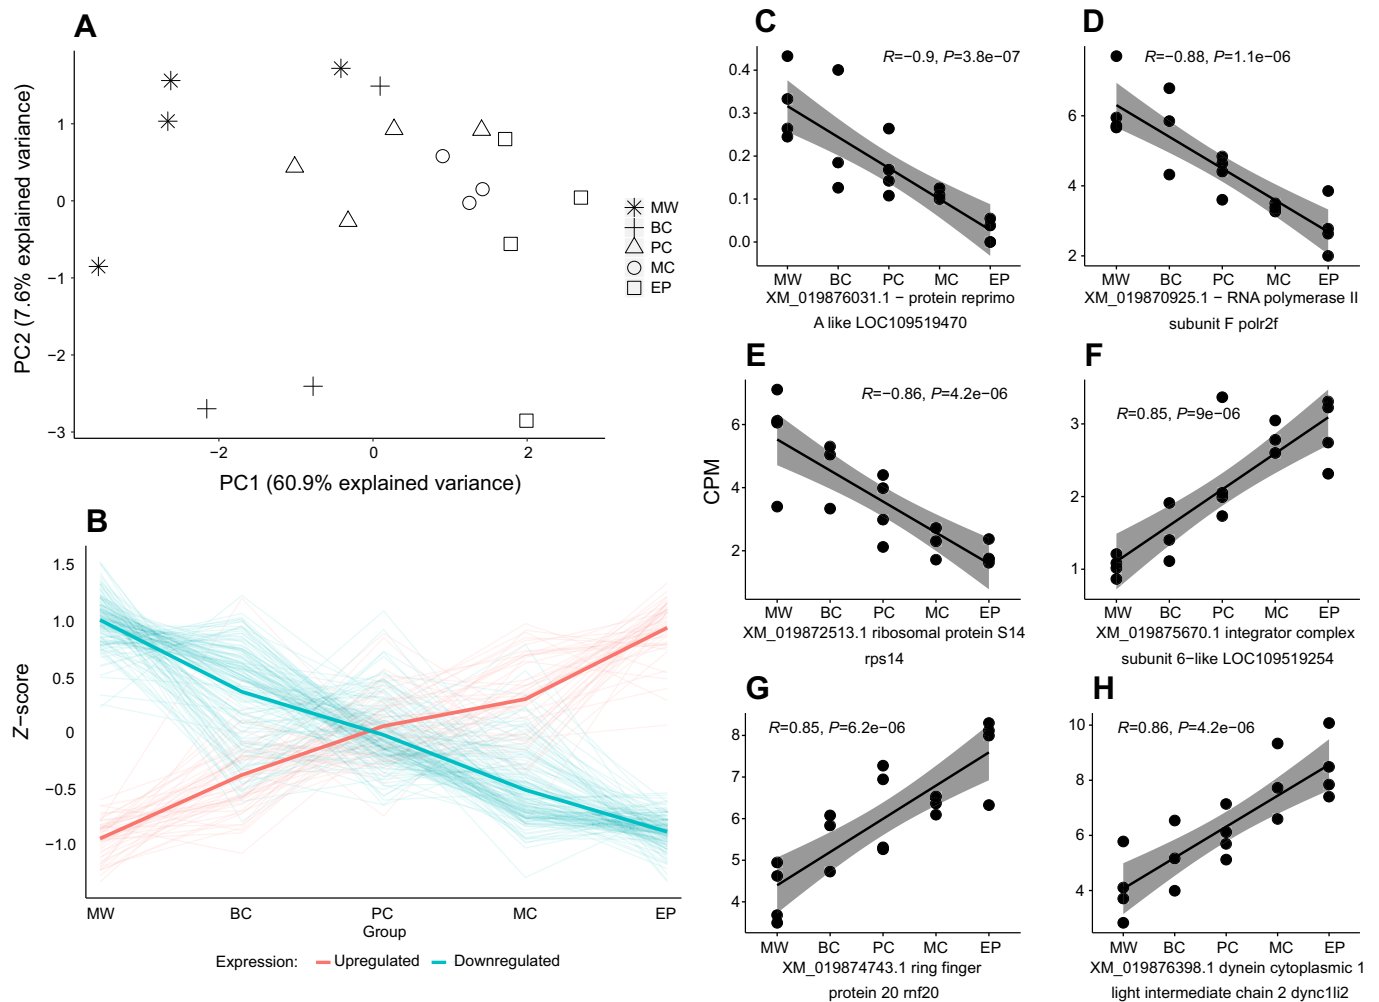 A
PC2 (7.6% explained variance)
1
0
−1
−2
−3
−2
0
2
PC1 (60.9% explained variance)
MW
BC
PC
MC
EP
B
Z−score
1.5
1.0
0.5
0
−0.5
−1.0
MW BC PC MC EP
Group
Expression: Upregulated Downregulated
C
R=−0.9, P=3.8e−07
0.4
0.3
0.2
0.1
0.0
MW BC PC MC EP
XM_019876031.1 − protein reprimo
A like LOC109519470
D
R=−0.88, P=1.1e−06
6
4
2
MW BC PC MC EP
XM_019870925.1 − RNA polymerase II
subunit F polr2f
E
R=−0.86, P=4.2e−06
CPM
6
4
2
MW BC PC MC EP
XM_019872513.1 ribosomal protein S14
rps14
F
R=0.85, P=9e−06
3
2
1
MW BC PC MC EP
XM_019875670.1 integrator complex
subunit 6−like LOC109519254
G
R=0.85, P=6.2e−06
8
7
6
5
4
MW BC PC MC EP
XM_019874743.1 ring finger
protein 20 rnf20
H
R=0.86, P=4.2e−06
10
8
6
4
MW BC PC MC EP
XM_019876398.1 dynein cytoplasmic 1
light intermediate chain 2 dync1li2